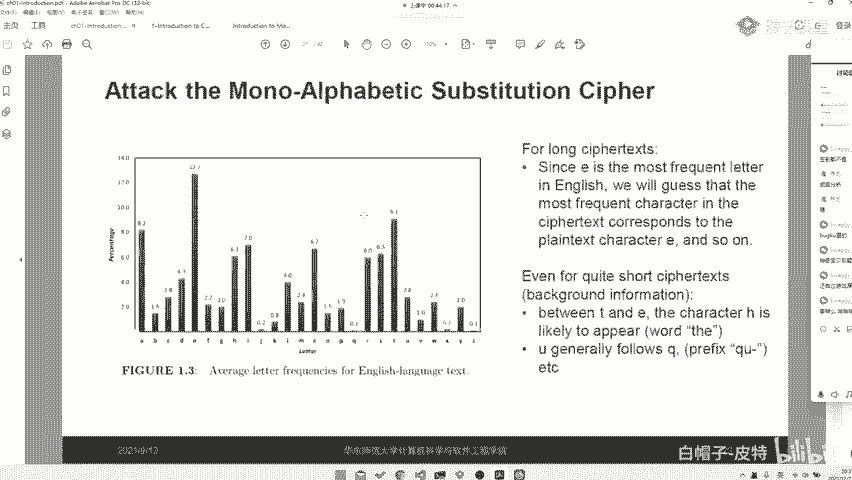 ch01-Introduction.pdf - Adobe Acrobat Pro DC (32-bit)
上课中 00:44:17
主页 工具 ch01-Introduction... × 1-Introduction to C... Introduction to Mo...
登录
Attack the Mono-Alphabetic Substitution Cipher
For long ciphertexts:
• Since e is the most frequent letter
in English, we will guess that the
most frequent character in the
ciphertext corresponds to the
plaintext character e, and so on.
Even for quite short ciphertexts
(background information):
• between t and e, the character h is
likely to appear (word “the”)
• u generally follows q, (prefix “qu-”)
etc
14.0
12.0
10.0
8.0
6.0
4.0
2.0
Percentage
8.2 1.5 2.8 4.3 12.7 2.2 2.0 6.1 7.0 0.2 0.8 4.0 2.4 6.7 1.5 1.9 0.1 6.0 6.3 9.1 2.8 1.0 2.4 0.2 2.0 0.1
a b c d e f g h i j k l m n o p q r s t u v w x y z
Letter
FIGURE 1.3: Average letter frequencies for English-language text.
2021/9/12 华东师范大学计算机科学与软件工程学院
白帽子-皮特
bilibili